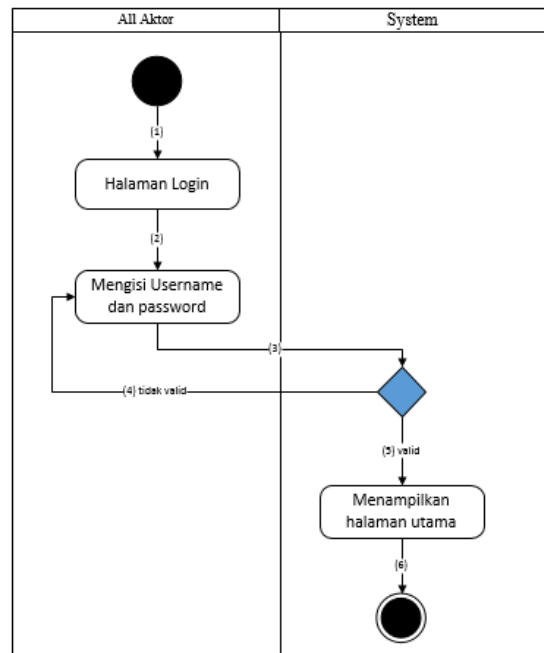 All Aktor
System
(1)
Halaman Login
(2)
Mengisi Username
dan password
(3)
(4) tidak valid
(5) valid
Menampilkan
halaman utama
(6)